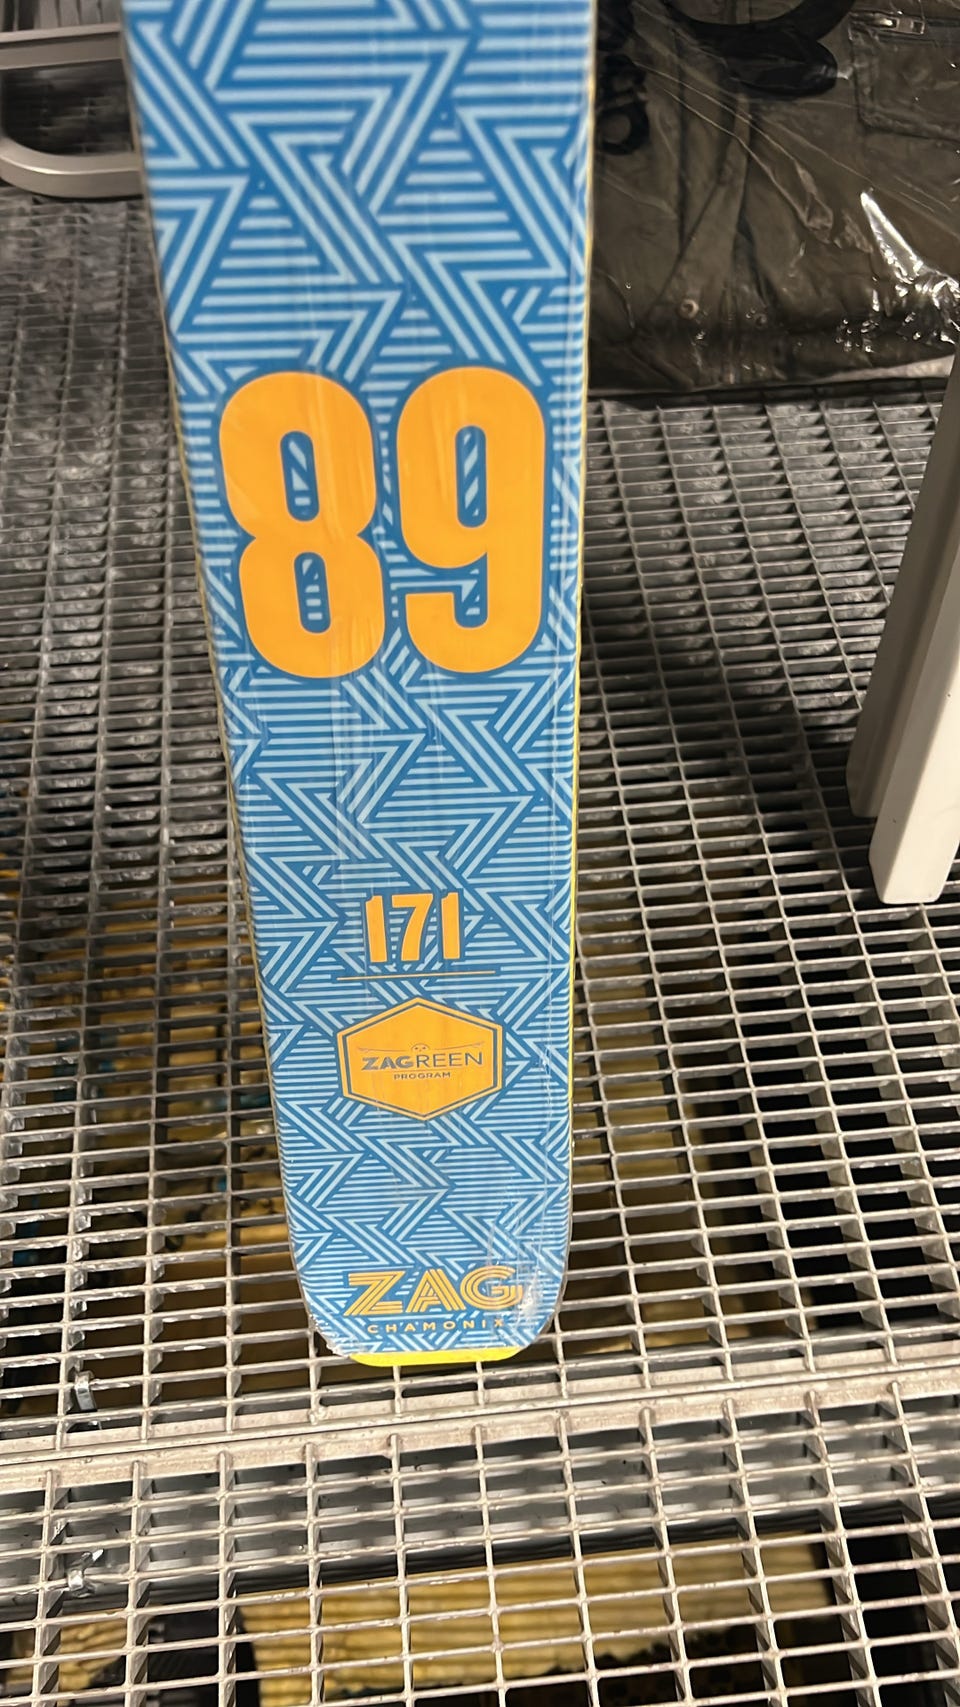 89
171
ZAGREEN
PROGRAM
ZAG
CHAMONIX